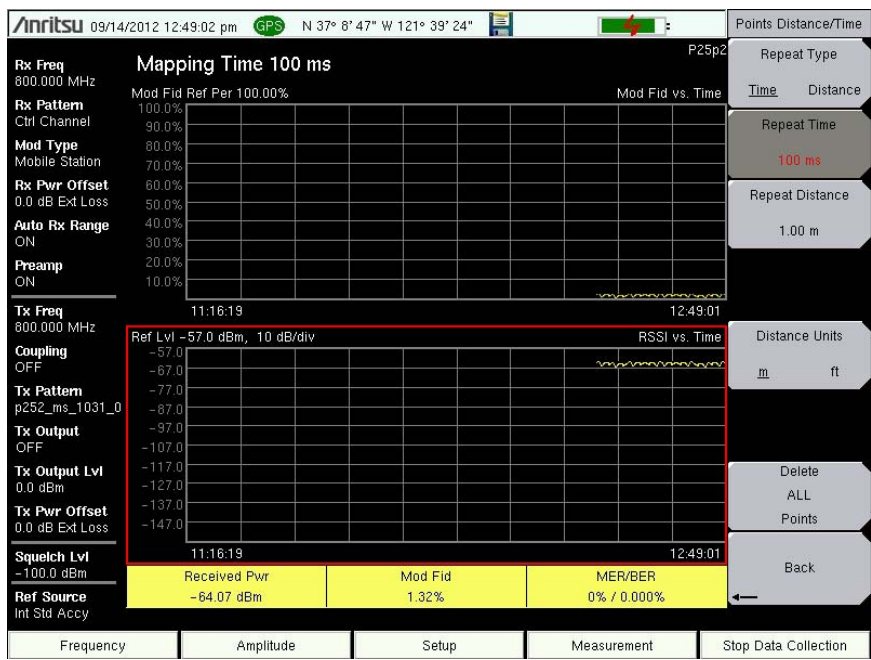 Anritsu 09/14/2012 12:49:02 pm GPS N 37° 8' 47" W 121° 39' 24"
Rx Freq
800.000 MHz
Rx Pattern
Ctrl Channel
Mod Type
Mobile Station
Rx Pwr Offset
0.0 dB Ext Loss
Auto Rx Range
ON
Preamp
ON
Tx Freq
800.000 MHz
Coupling
OFF
Tx Pattern
p252_ms_1031_0
Tx Output
OFF
Tx Output Lvl
0.0 dBm
Tx Pwr Offset
0.0 dB Ext Loss
Squelch Lvl
-100.0 dBm
Ref Source
Int Std Accy
P25p2
Mapping Time 100 ms
Mod Fid Ref Per 100.00% Mod Fid vs. Time
100.0%
90.0%
80.0%
70.0%
60.0%
50.0%
40.0%
30.0%
20.0%
10.0%
11:16:19 12:49:01
Ref Lvl -57.0 dBm, 10 dB/div RSSI vs. Time
-57.0
-67.0
-77.0
-87.0
-97.0
-107.0
-117.0
-127.0
-137.0
-147.0
11:16:19 12:49:01
Received Pwr Mod Fid MER/BER
-64.07 dBm 1.32% 0% / 0.000%
Points Distance/Time
Repeat Type
Time Distance
Repeat Time
100 ms
Repeat Distance
1.00 m
Distance Units
m ft
Delete
ALL
Points
Back
Frequency Amplitude Setup Measurement Stop Data Collection